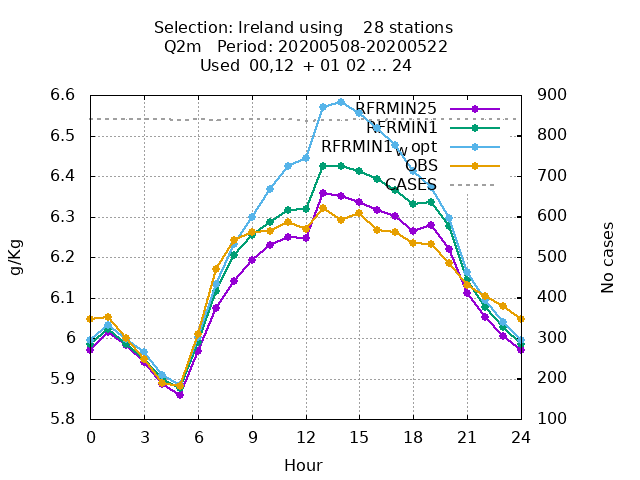 Selection: Ireland using 28 stations
Q2m Period: 20200508-20200522
Used 00,12 + 01 02 ... 24
g/Kg
6.6
6.5
6.4
6.3
6.2
6.1
6
5.9
5.8
RFRMIN25
RFRMIN1
RFRMIN1w opt
OBS
CASES
900
800
700
600
500
400
300
200
100
No cases
0 3 6 9 12 15 18 21 24
Hour